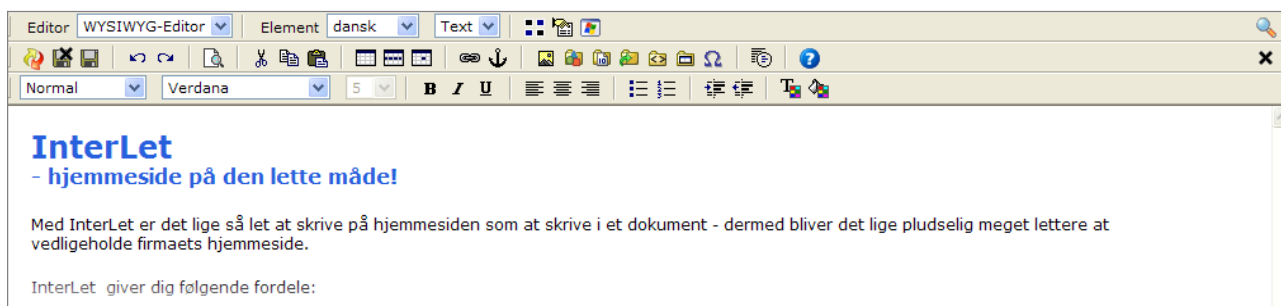 Editor WYSIWYG-Editor Element dansk Text
Normal Verdana 5 B I U
InterLet
- hjemmeside på den lette måde!
Med InterLet er det lige så let at skrive på hjemmesiden som at skrive i et dokument - dermed bliver det lige pludselig meget lettere at
vedligeholde firmaets hjemmeside.
InterLet giver dig følgende fordele: